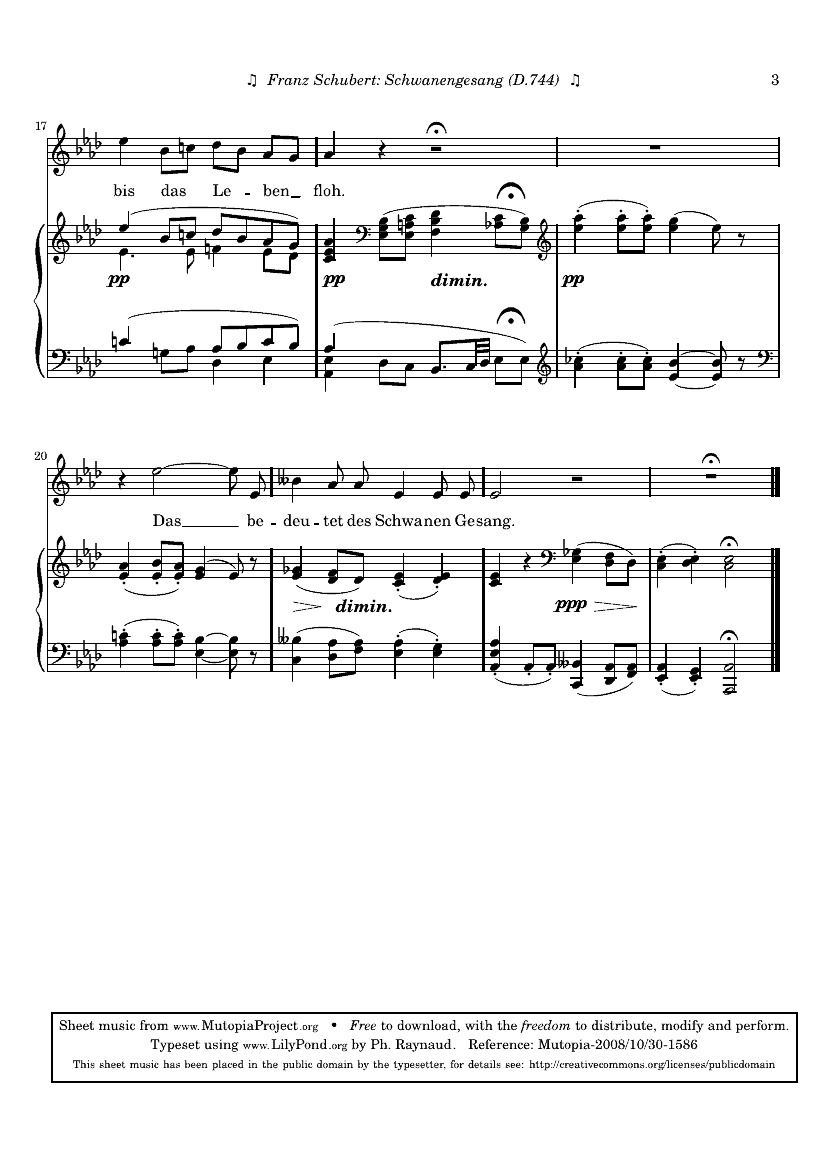 ♫ Franz Schubert: Schwanengesang (D.744) ♫ 3
17
bis das Le - ben_ floh.
pp pp dimin. pp
20
Das______ be - deu - tet des Schwanen Gesang.
dimin. ppp
Sheet music from www.MutopiaProject.org • Free to download, with the freedom to distribute, modify and perform.
Typeset using www.LilyPond.org by Ph. Raynaud. Reference: Mutopia-2008/10/30-1586
This sheet music has been placed in the public domain by the typesetter, for details see: http://creativecommons.org/licenses/publicdomain